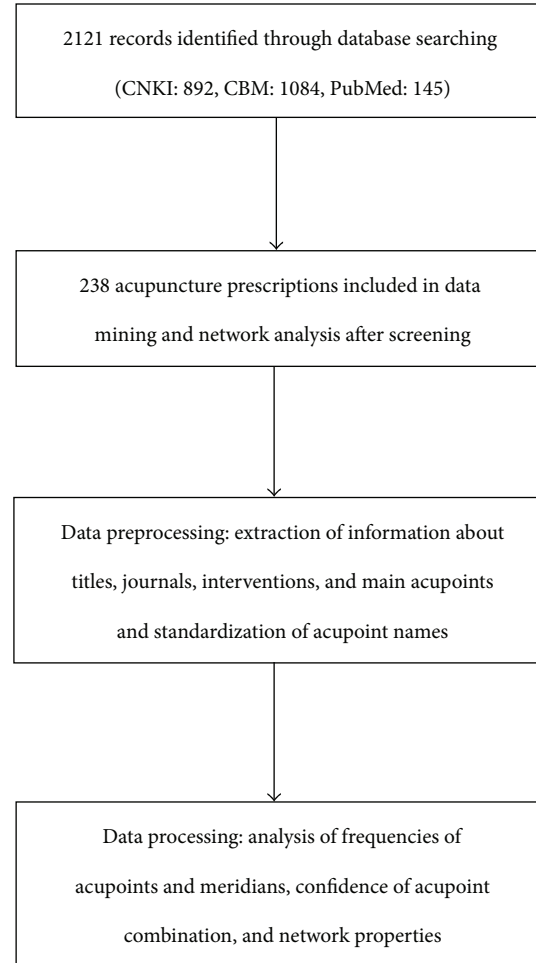 2121 records identified through database searching
(CNKI: 892, CBM: 1084, PubMed: 145)
238 acupuncture prescriptions included in data
mining and network analysis after screening
Data preprocessing: extraction of information about
titles, journals, interventions, and main acupoints
and standardization of acupoint names
Data processing: analysis of frequencies of
acupoints and meridians, confidence of acupoint
combination, and network properties